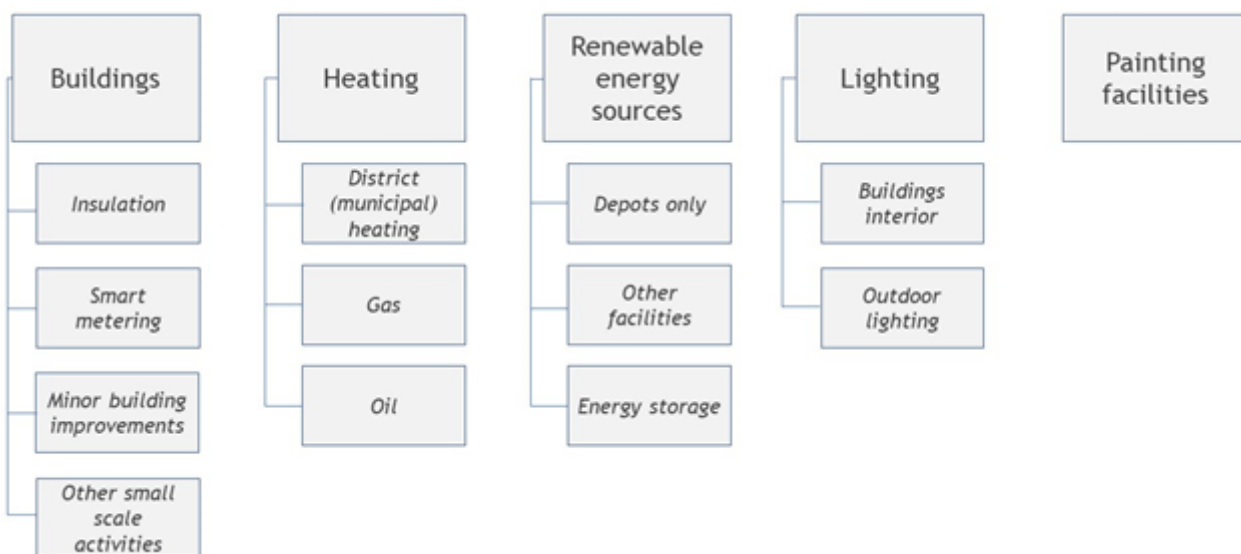 Buildings
Insulation
Smart
metering
Minor building
improvements
Other small
scale
activities
Heating
District
(municipal)
heating
Gas
Oil
Renewable
energy
sources
Depots only
Other
facilities
Energy storage
Lighting
Buildings
interior
Outdoor
lighting
Painting
facilities